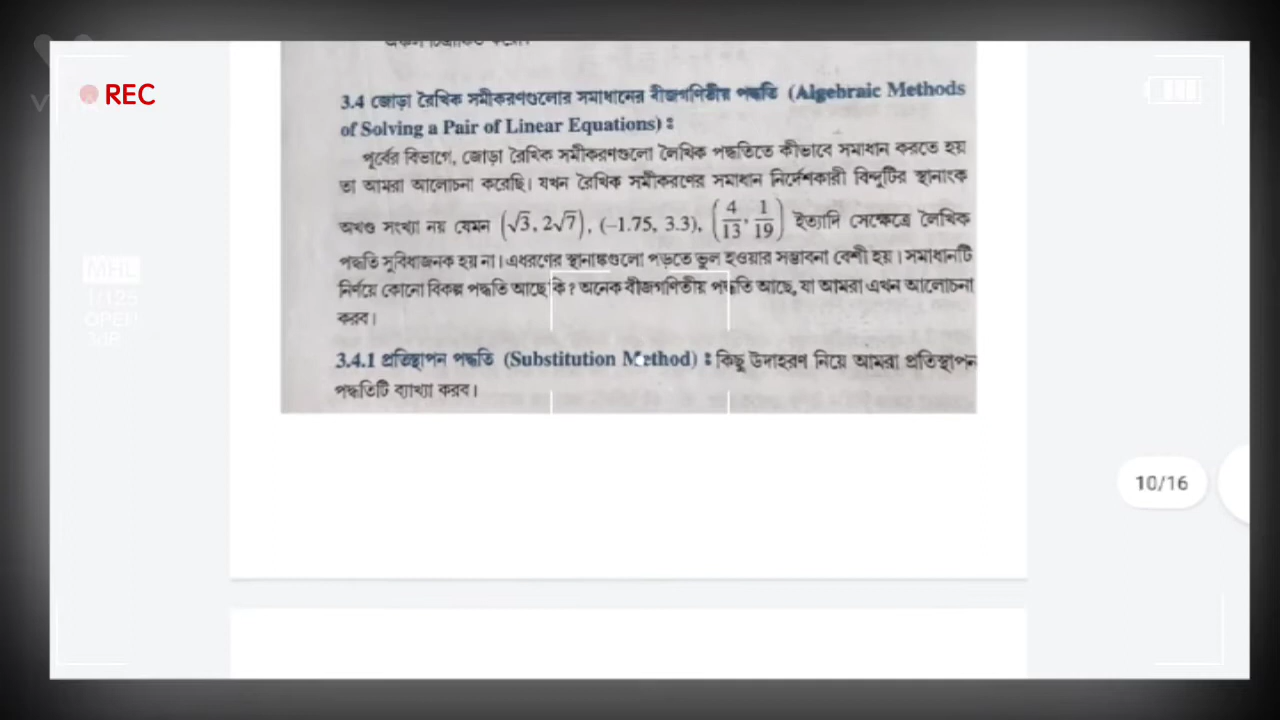 REC
MHL
1/125
3.4 জোড়া রৈখিক সমীকরণগুলোর সমাধানের বীজগণিতীয় পদ্ধতি (Algebraic Methods
of Solving a Pair of Linear Equations) ঃ
পূর্বের বিভাগে, জোড়া রৈখিক সমীকরণগুলো লৈখিক পদ্ধতিতে কীভাবে সমাধান করতে হয়
তা আমরা আলোচনা করেছি। যখন রৈখিক সমীকরণের সমাধান নির্দেশকারী বিন্দুটির স্থানাংক
অখণ্ড সংখ্যা নয় যেমন (√3, 2√7), (−1.75, 3.3), (4/13, 1/19) ইত্যাদি সেক্ষেত্রে লৈখিক
পদ্ধতি সুবিধাজনক হয় না। এধরণের স্থানাঙ্কগুলো পড়তে ভুল হওয়ার সম্ভাবনা বেশী হয়। সমাধানটি
নির্ণয়ে কোনো বিকল্প পদ্ধতি আছে কি? অনেক বীজগণিতীয় পদ্ধতি আছে, যা আমরা এখন আলোচনা
করব।
3.4.1 প্রতিস্থাপন পদ্ধতি (Substitution Method) ঃ কিছু উদাহরণ নিয়ে আমরা প্রতিস্থাপন
পদ্ধতিটি ব্যাখ্যা করব।
10/16